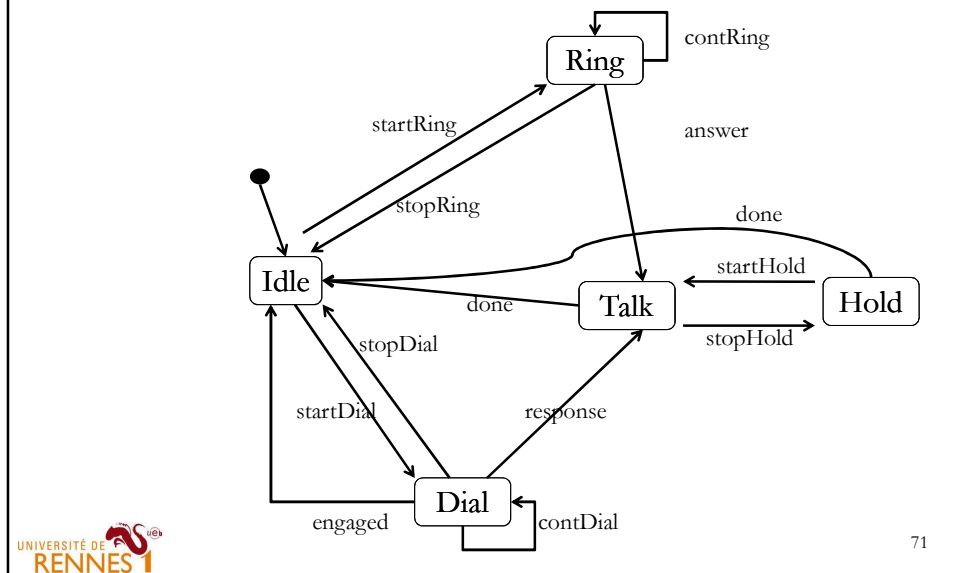 contRing
Ring
startRing
answer
stopRing
done
startHold
Idle
Talk
Hold
done
stopHold
stopDial
startDial
response
Dial
engaged
contDial
UNIVERSITÉ DE
RENNES 1
ueb
71